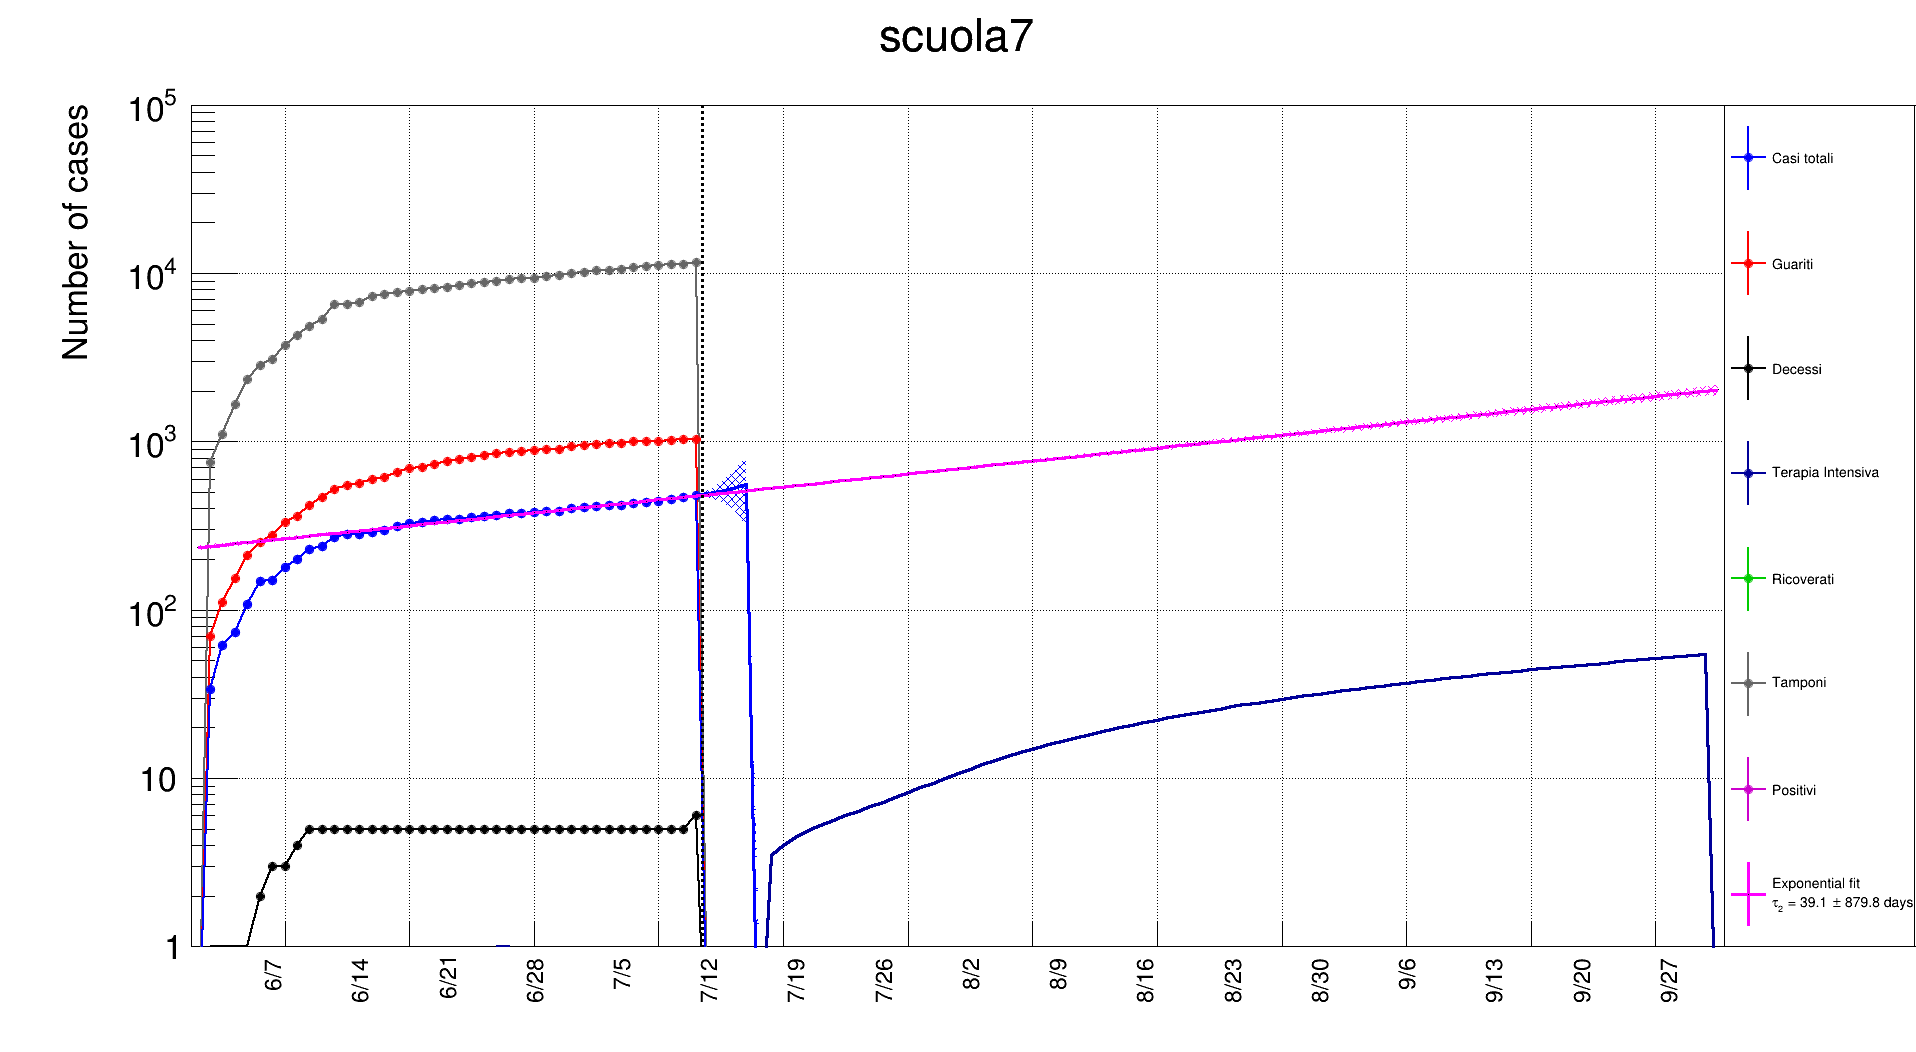 scuola7
Number of cases
10^5
10^4
10^3
10^2
10
1
6/7
6/14
6/21
6/28
7/5
7/12
7/19
7/26
8/2
8/9
8/16
8/23
8/30
9/6
9/13
9/20
9/27
Casi totali
Guariti
Decessi
Terapia Intensiva
Ricoverati
Tamponi
Positivi
Exponential fit
τ_2 = 39.1 ± 879.8 days